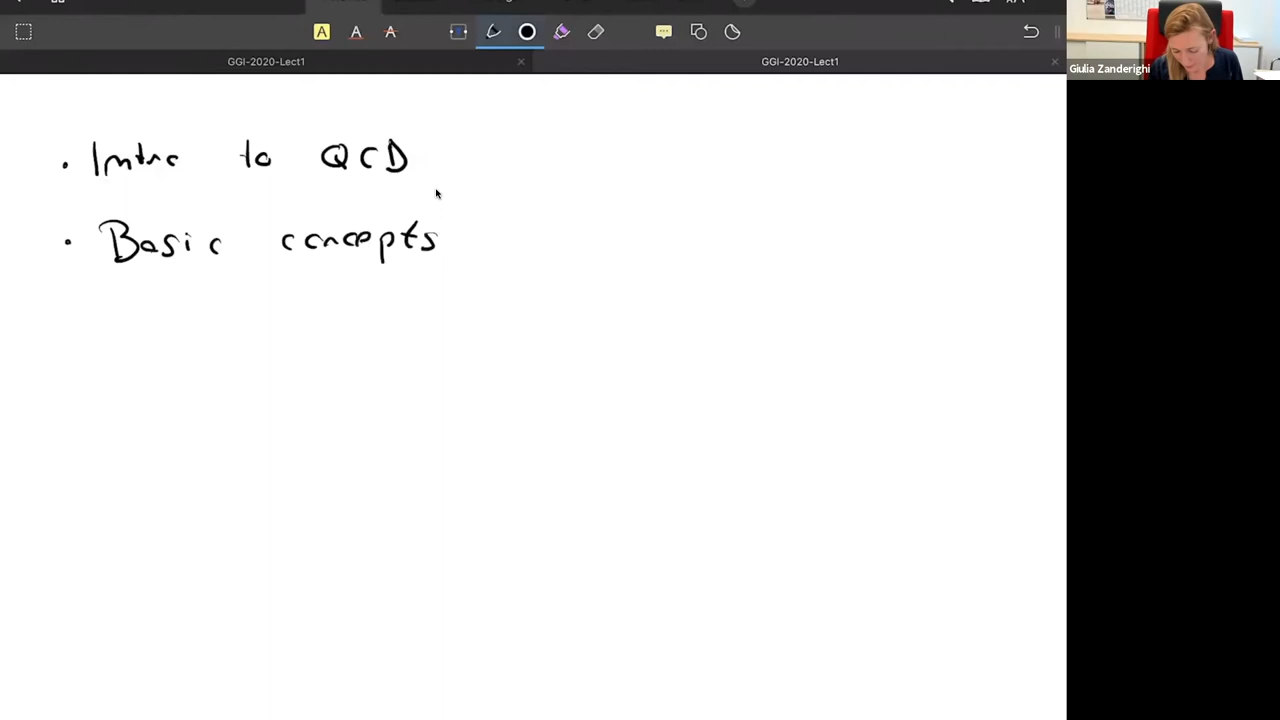 A A A
GGI-2020-Lect1 × GGI-2020-Lect1 ×
Giulia Zanderighi
• Intro to QCD
• Basic concepts